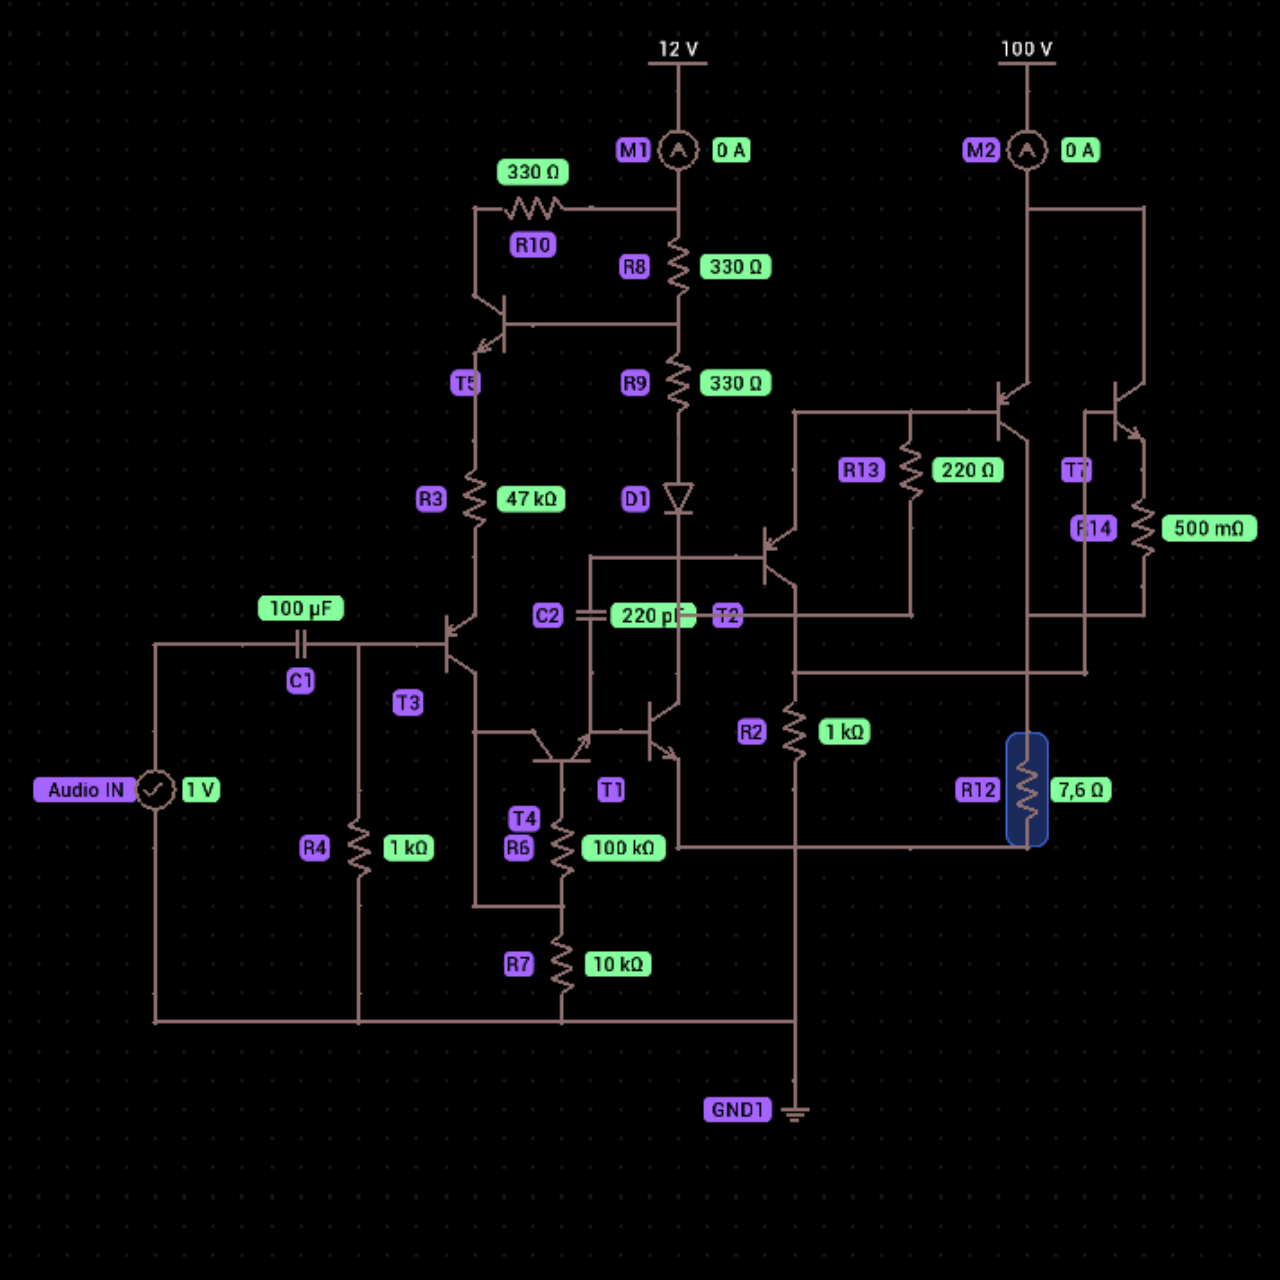 12 V
100 V
M1
0 A
M2
0 A
330 Ω
R10
R8
330 Ω
T5
R9
330 Ω
R13
220 Ω
T7
R3
47 kΩ
D1
R14
500 mΩ
100 µF
C2
220 pF
T2
C1
T3
R2
1 kΩ
Audio IN
1 V
T1
R12
7,6 Ω
T4
R4
1 kΩ
R6
100 kΩ
R7
10 kΩ
GND1